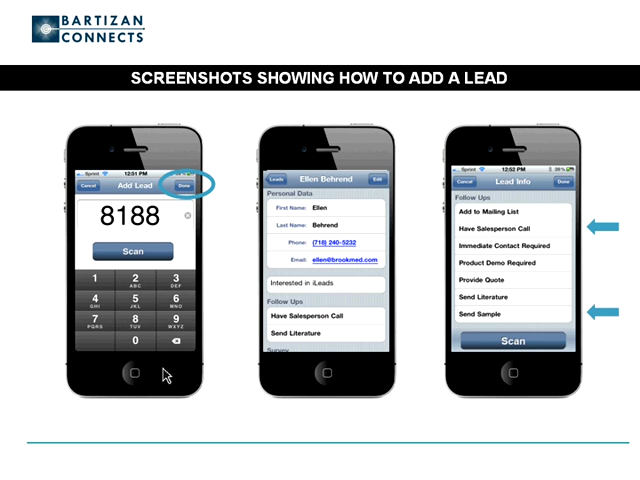 BARTIZAN
CONNECTS
SCREENSHOTS SHOWING HOW TO ADD A LEAD
Sprint 12:51 PM
Cancel Add Lead Done
8188
Scan
1 2 3
ABC DEF
4 5 6
GHI JKL MNO
7 8 9
PQRS TUV WXYZ
0
Leads Ellen Behrend Edit
Personal Data
First Name: Ellen
Last Name: Behrend
Phone: (718) 240-5232
Email: ellen@brookmed.com
Interested in iLeads
Follow Ups
Have Salesperson Call
Send Literature
Survey
Sprint 12:52 PM
Cancel Lead Info Done
Follow Ups
Add to Mailing List
Have Salesperson Call
Immediate Contact Required
Product Demo Required
Provide Quote
Send Literature
Send Sample
Scan